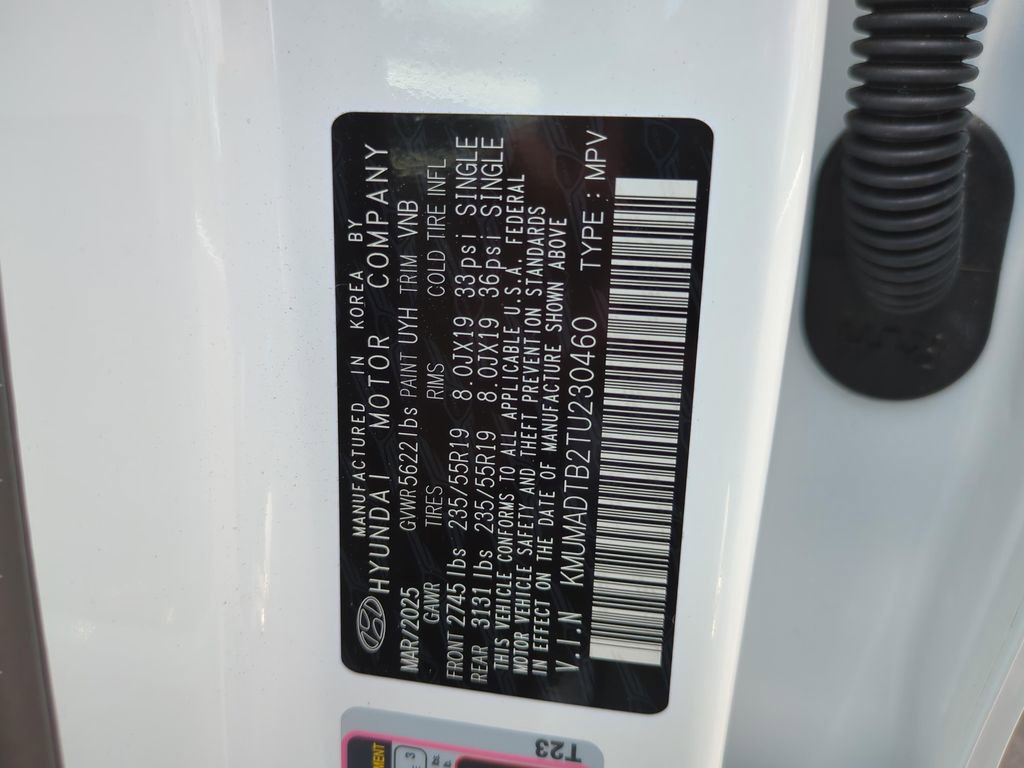 MANUFACTURED IN KOREA BY
HYUNDAI MOTOR COMPANY
MAR/2025 GVWR5622lbs PAINT UYH TRIM VNB
GAWR TIRES RIMS COLD TIRE INFL
FRONT 2745lbs 235/55R19 8.0JX19 33psi SINGLE
REAR 3131lbs 235/55R19 8.0JX19 36psi SINGLE
THIS VEHICLE CONFORMS TO ALL APPLICABLE U.S.A. FEDERAL
MOTOR VEHICLE SAFETY AND THEFT PREVENTION STANDARDS
IN EFFECT ON THE DATE OF MANUFACTURE SHOWN ABOVE
V.I.N KMUMADTB2TU230460 TYPE : MPV
T23